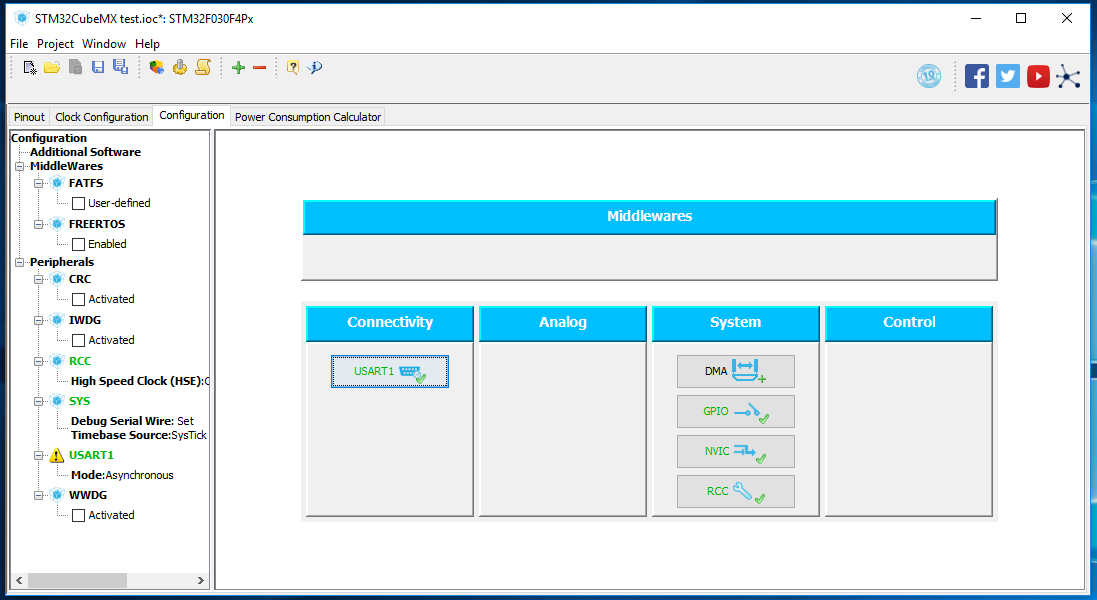 STM32CubeMX test.ioc*: STM32F030F4Px
File Project Window Help
10
Pinout Clock Configuration Configuration Power Consumption Calculator
Configuration
Additional Software
MiddleWares
FATFS
User-defined
FREERTOS
Enabled
Peripherals
CRC
Activated
IWDG
Activated
RCC
High Speed Clock (HSE):
SYS
Debug Serial Wire: Set
Timebase Source:SysTick
USART1
Mode:Asynchronous
WWDG
Activated
Middlewares
Connectivity
USART1
Analog
System
DMA
GPIO
NVIC
RCC
Control